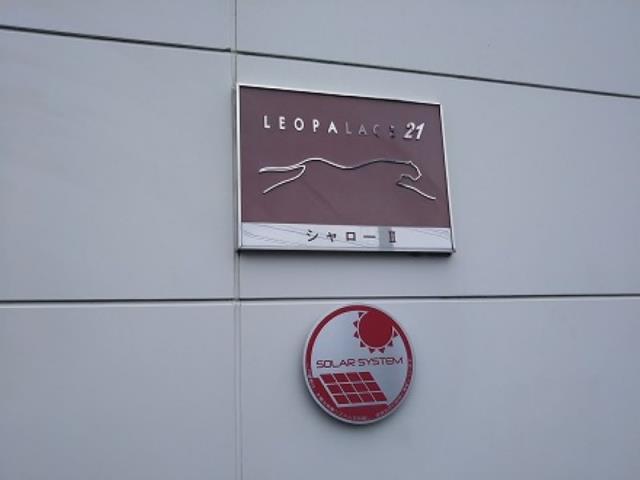 LEOPALACE 21
シャロー Ⅱ
SOLAR SYSTEM